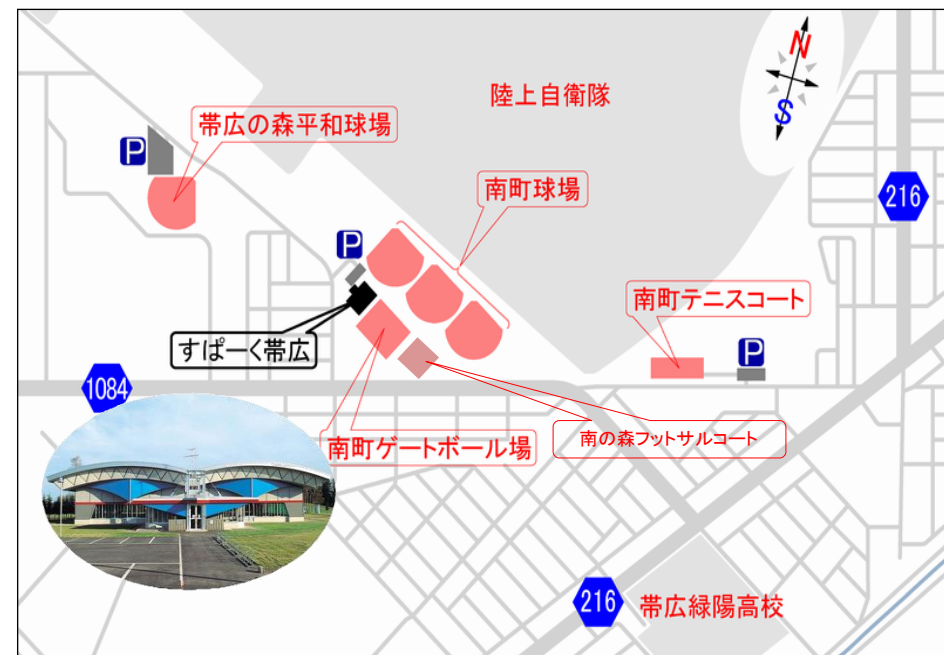 N
S
陸上自衛隊
帯広の森平和球場
P
南町球場
216
P
南町テニスコート
P
すぱーく帯広
1084
南町ゲートボール場
南の森フットサルコート
216
帯広緑陽高校